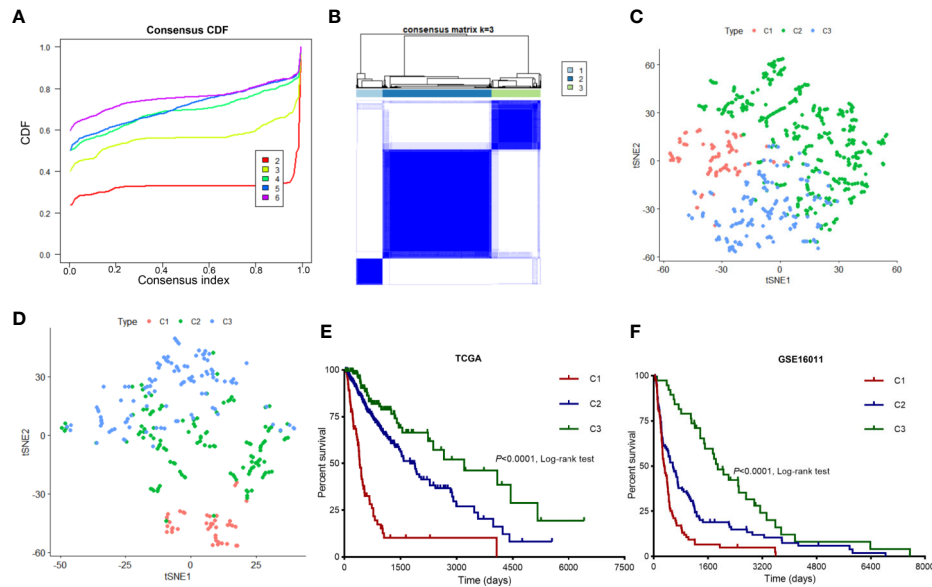 A
Consensus CDF
CDF
1.0
0.8
0.6
0.4
0.2
0.0
2
3
4
5
6
0.0 0.2 0.4 0.6 0.8 1.0
Consensus index
B
consensus matrix k=3
1
2
3
C
Type C1 C2 C3
tSNE2
60
30
0
-30
-60
-60 -30 0 30 60
tSNE1
D
Type C1 C2 C3
tSNE2
30
0
-30
-60
-50 -25 0 25
tSNE1
E
TCGA
Percent survival
100
75
50
25
0
C1
C2
C3
P<0.0001, Log-rank test
0 1500 3000 4500 6000 7500
Time (days)
F
GSE16011
Percent survival
100
75
50
25
0
C1
C2
C3
P<0.0001, Log-rank test
0 1600 3200 4800 6400 8000
Time (days)